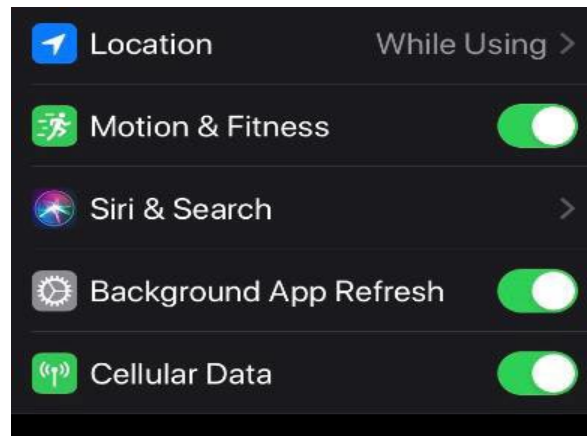 Location While Using
Motion & Fitness
Siri & Search
Background App Refresh
Cellular Data